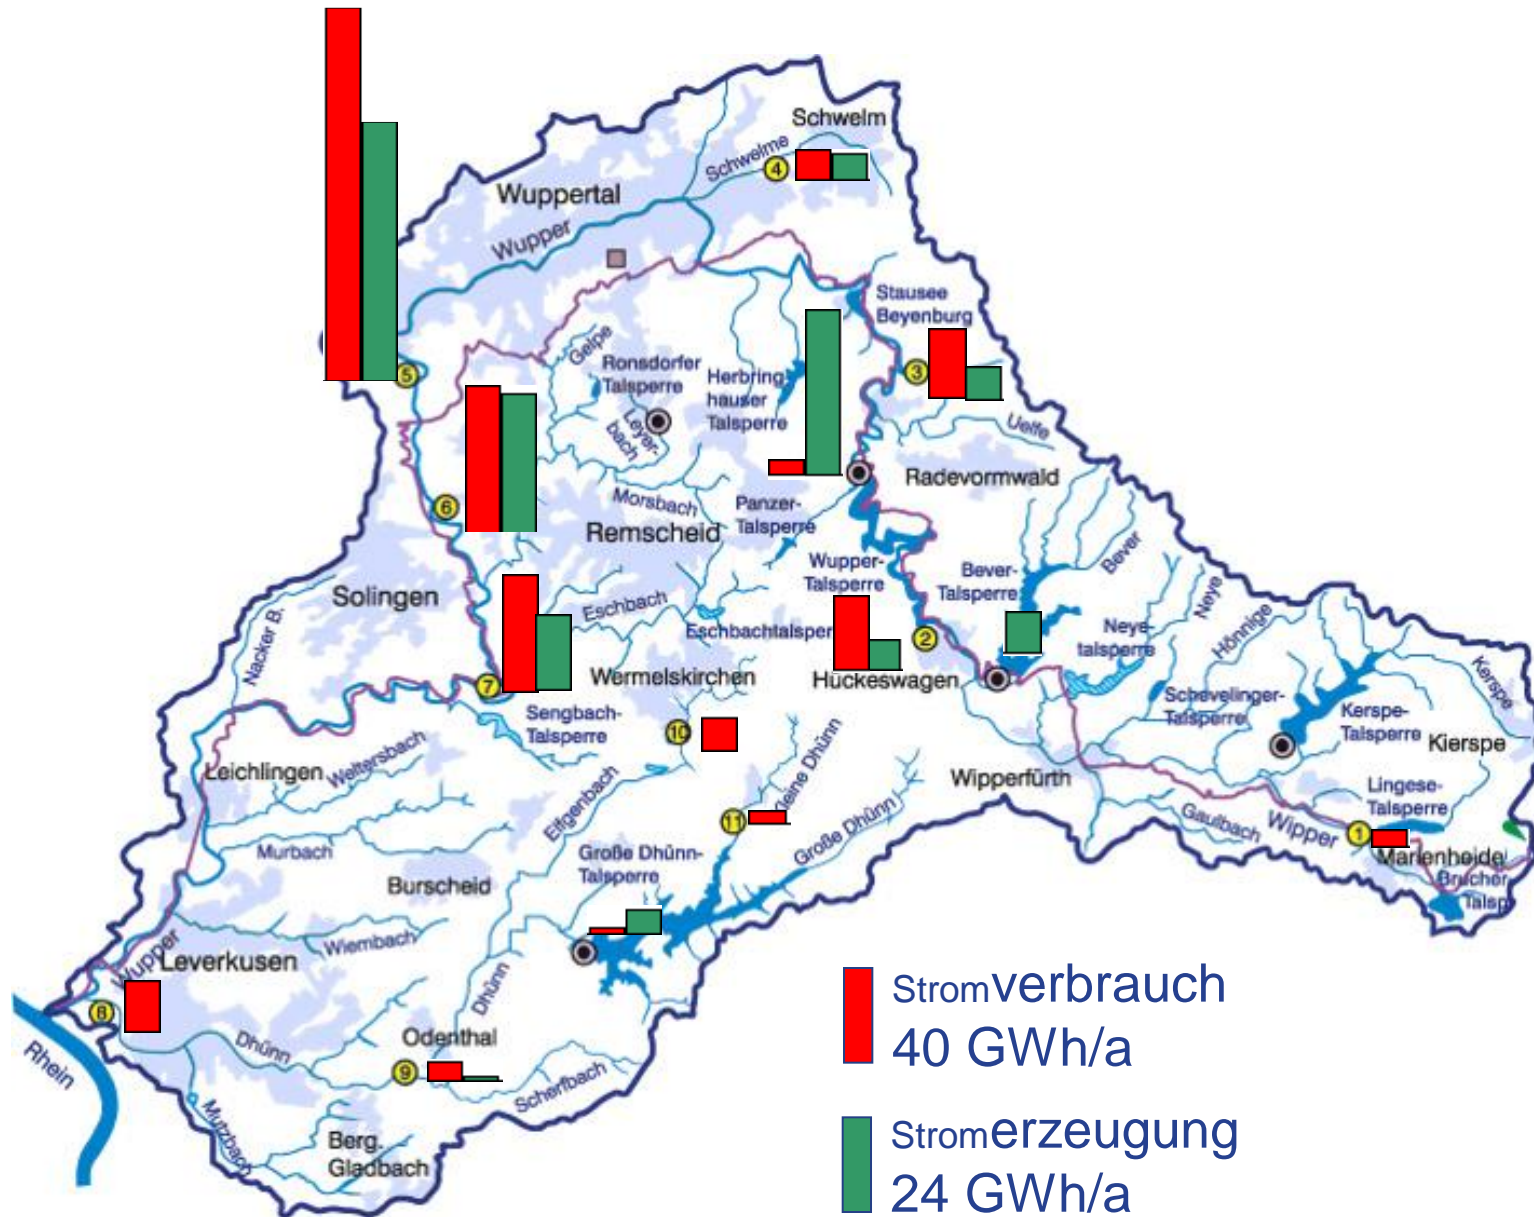 Schwelm
Schwelme
4
Wuppertal
Wupper
Stausee
Beyenburg
Gelpe
Ronsdorfer
Talsperre
Herbring
hauser
Talsperre
3
5
Leyer-
bach
Uelfe
Radevormwald
6
Morsbach
Panzer-
Talsperre
Remscheid
Wupper-
Talsperre
Bever-
Talsperre
Bever
Solingen
Eschbach
Eschbachtalsper
2
Neye-
talsperre
Neye
Hönnige
Nacker B.
Wermelskirchen
Hückeswagen
7
Kerspe
Schevelinger-
Talsperre
Kerspe-
Talsperre
Kierspe
Sengbach-
Talsperre
10
Leichlingen
Weltersbach
Kleine Dhünn
Wipperfürth
Lingese-
Talsperre
Eifgenbach
11
Große Dhünn
Gaulbach
Wipper
1
Marienheide
Murbach
Große Dhünn-
Talsperre
Burscheid
Brucher
Talsp
Wiembach
Wupper
Leverkusen
Dhünn
8
Rhein
Dhünn
Odenthal
9
Scherfbach
Mutzbach
Berg.
Gladbach
Stromverbrauch
40 GWh/a
Stromerzeugung
24 GWh/a